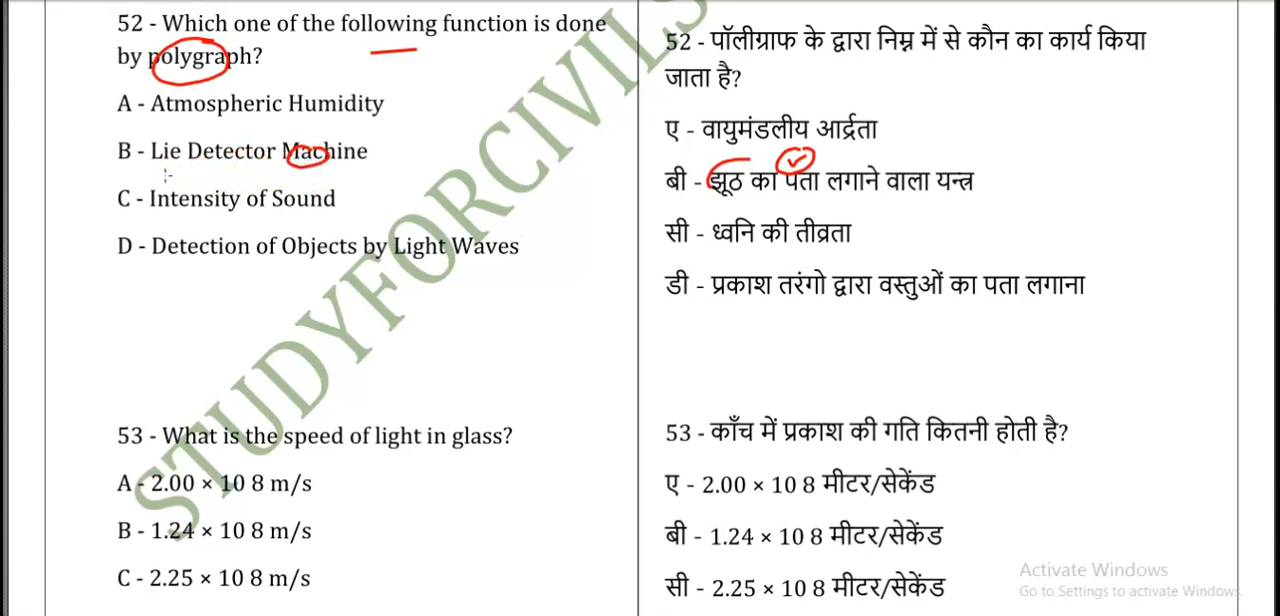 52 - Which one of the following function is done
by polygraph?
A - Atmospheric Humidity
B - Lie Detector Machine
C - Intensity of Sound
D - Detection of Objects by Light Waves
53 - What is the speed of light in glass?
A - 2.00 × 10 8 m/s
B - 1.24 × 10 8 m/s
C - 2.25 × 10 8 m/s
52 - पॉलीग्राफ के द्वारा निम्न में से कौन का कार्य किया
जाता है?
ए - वायुमंडलीय आर्द्रता
बी - झूठ का पता लगाने वाला यन्त्र
सी - ध्वनि की तीव्रता
डी - प्रकाश तरंगो द्वारा वस्तुओं का पता लगाना
53 - काँच में प्रकाश की गति कितनी होती है?
ए - 2.00 × 10 8 मीटर/सेकेंड
बी - 1.24 × 10 8 मीटर/सेकेंड
सी - 2.25 × 10 8 मीटर/सेकेंड
STUDYFORCIVILS
Activate Windows
Go to Settings to activate Windows.